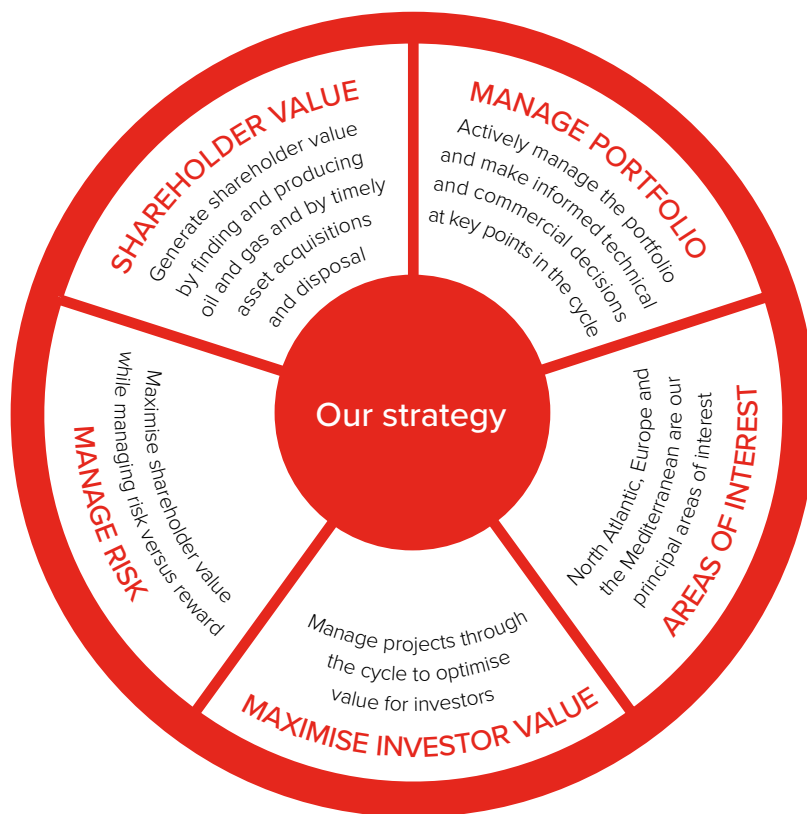 Our strategy
SHAREHOLDER VALUE
Generate shareholder value
by finding and producing
oil and gas and by timely
asset acquisitions
and disposal
MANAGE PORTFOLIO
Actively manage the portfolio
and make informed technical
and commercial decisions
at key points in the cycle
AREAS OF INTEREST
North Atlantic, Europe and
the Mediterranean are our
principal areas of interest
Manage projects through
the cycle to optimise
value for investors
MAXIMISE INVESTOR VALUE
MANAGE RISK
Maximise shareholder value
while managing risk versus reward